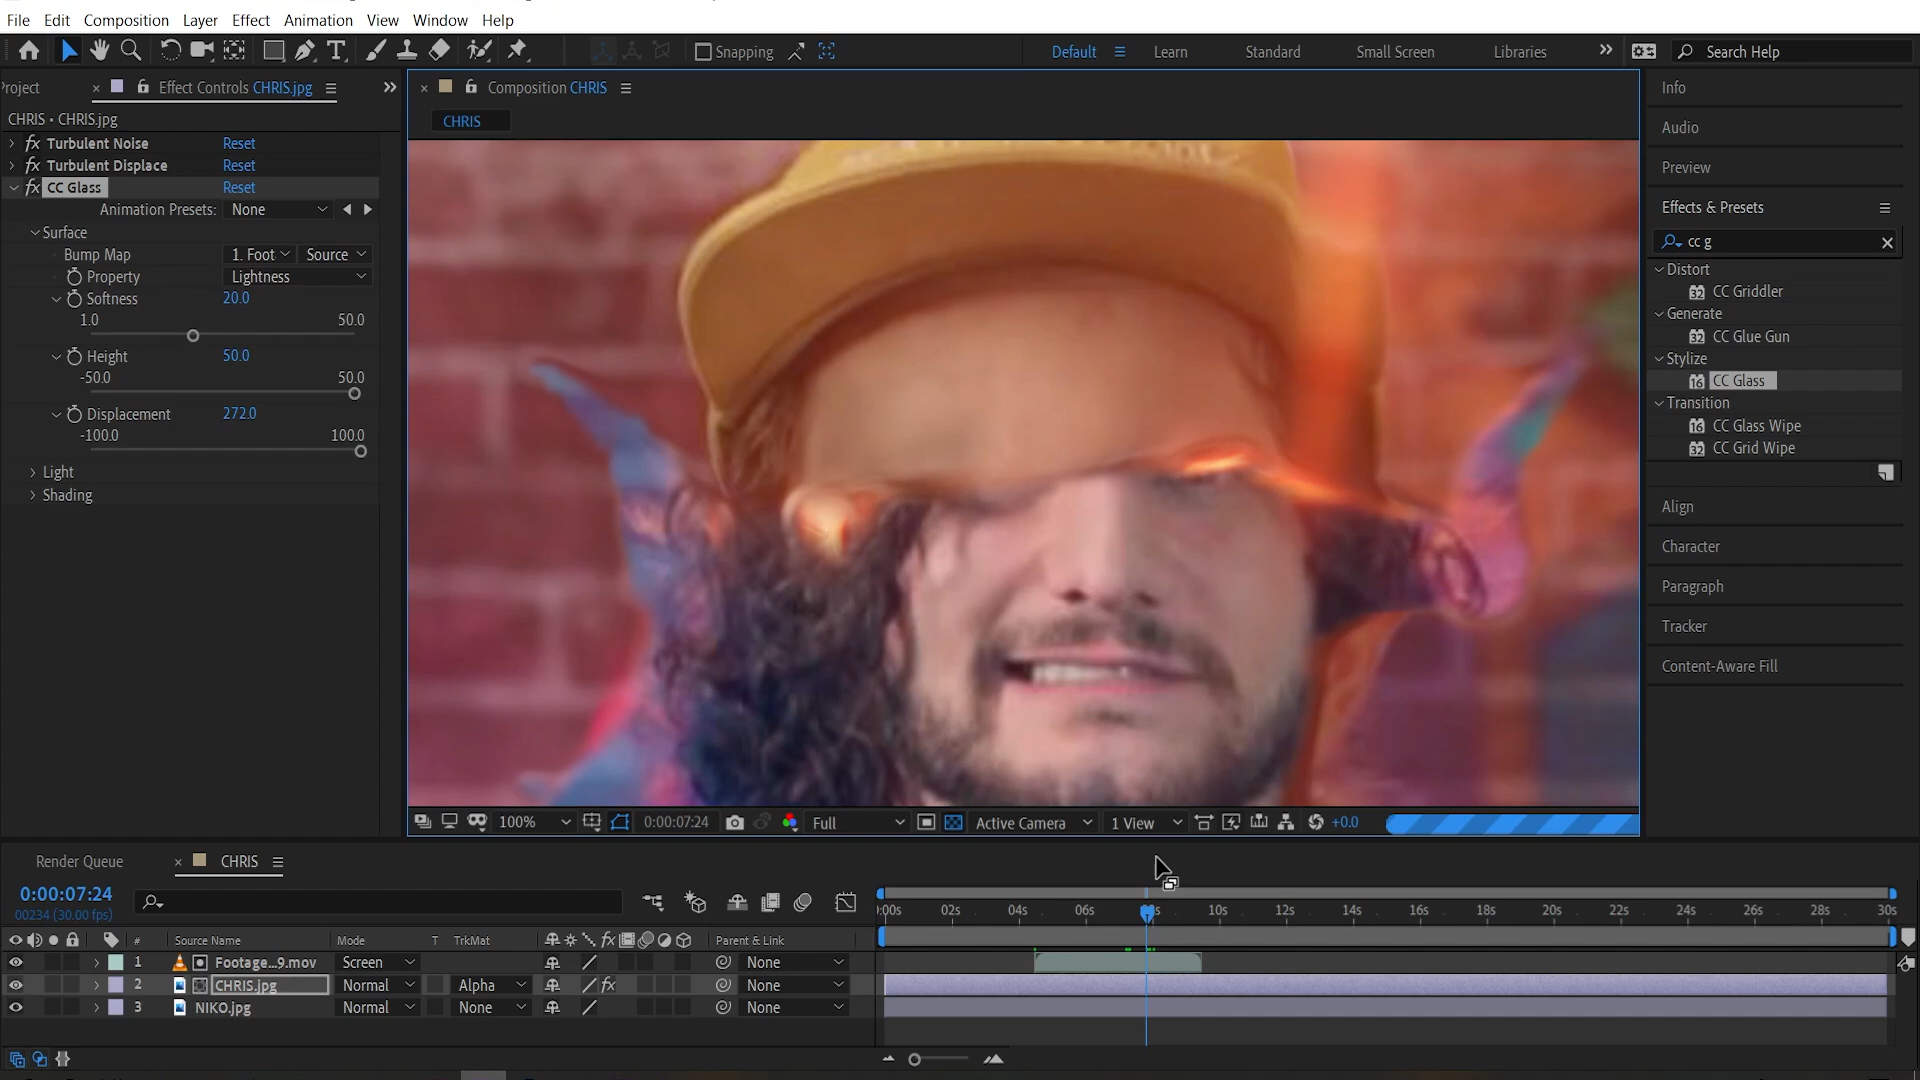 File Edit Composition Layer Effect Animation View Window Help
Snapping
Default Learn Standard Small Screen Libraries
Search Help
roject
Effect Controls CHRIS.jpg
CHRIS • CHRIS.jpg
fx Turbulent Noise Reset
fx Turbulent Displace Reset
fx CC Glass Reset
Animation Presets: None
Surface
Bump Map 1. Foot Source
Property Lightness
Softness 20.0
1.0 50.0
Height 50.0
-50.0 50.0
Displacement 272.0
-100.0 100.0
Light
Shading
Composition CHRIS
CHRIS
100% 0:00:07:24 Full Active Camera 1 View +0.0
Info
Audio
Preview
Effects & Presets
cc g
Distort
32 CC Griddler
Generate
32 CC Glue Gun
Stylize
16 CC Glass
Transition
16 CC Glass Wipe
32 CC Grid Wipe
Align
Character
Paragraph
Tracker
Content-Aware Fill
Render Queue CHRIS
0:00:07:24
00234 (30.00 fps)
# Source Name Mode T TrkMat fx Parent & Link
1 Footage...9.mov Screen None
2 CHRIS.jpg Normal Alpha fx None
3 NIKO.jpg Normal None None
:00s 02s 04s 06s 10s 12s 14s 16s 18s 20s 22s 24s 26s 28s 30s